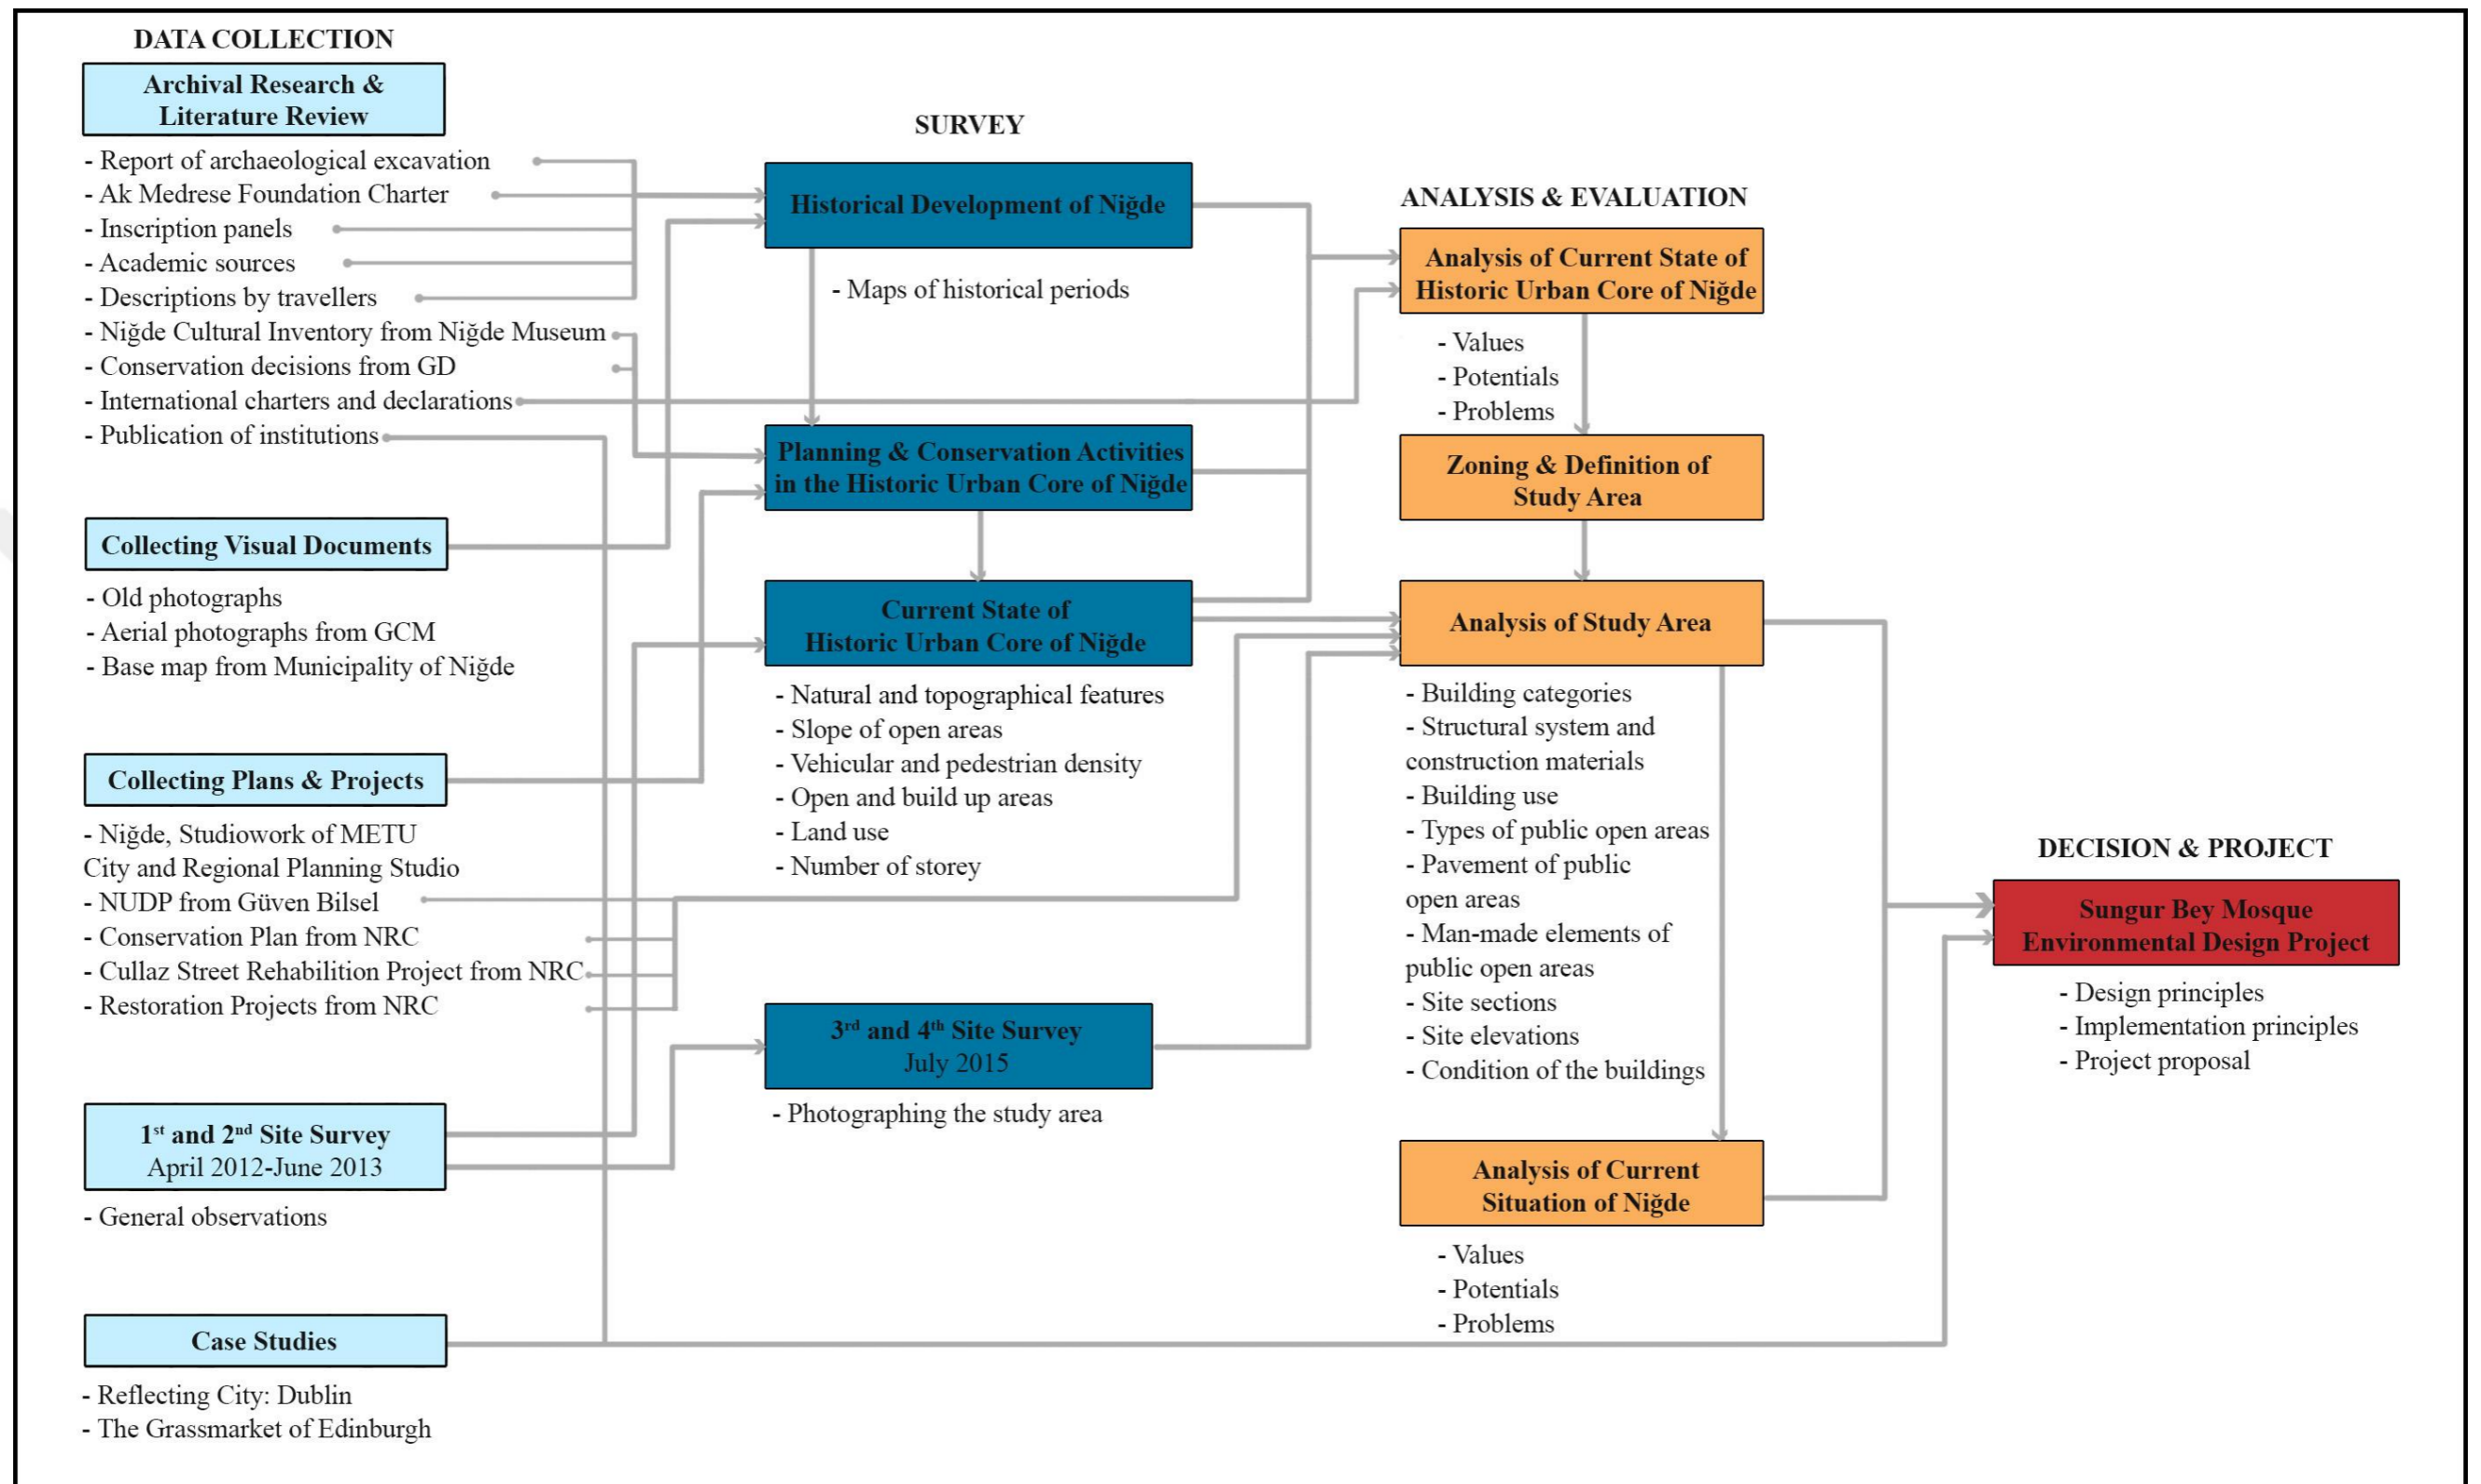 DATA COLLECTION
Archival Research &
Literature Review
- Report of archaeological excavation
- Ak Medrese Foundation Charter
- Inscription panels
- Academic sources
- Descriptions by travellers
- Niğde Cultural Inventory from Niğde Museum
- Conservation decisions from GD
- International charters and declarations
- Publication of institutions
Collecting Visual Documents
- Old photographs
- Aerial photographs from GCM
- Base map from Municipality of Niğde
Collecting Plans & Projects
- Niğde, Studiowork of METU
City and Regional Planning Studio
- NUDP from Güven Bilsel
- Conservation Plan from NRC
- Cullaz Street Rehabilition Project from NRC
- Restoration Projects from NRC
1st and 2nd Site Survey
April 2012-June 2013
- General observations
Case Studies
- Reflecting City: Dublin
- The Grassmarket of Edinburgh
SURVEY
Historical Development of Niğde
- Maps of historical periods
Planning & Conservation Activities
in the Historic Urban Core of Niğde
Current State of
Historic Urban Core of Niğde
- Natural and topographical features
- Slope of open areas
- Vehicular and pedestrian density
- Open and build up areas
- Land use
- Number of storey
3rd and 4th Site Survey
July 2015
- Photographing the study area
ANALYSIS & EVALUATION
Analysis of Current State of
Historic Urban Core of Niğde
- Values
- Potentials
- Problems
Zoning & Definition of
Study Area
Analysis of Study Area
- Building categories
- Structural system and
construction materials
- Building use
- Types of public open areas
- Pavement of public
open areas
- Man-made elements of
public open areas
- Site sections
- Site elevations
- Condition of the buildings
Analysis of Current
Situation of Niğde
- Values
- Potentials
- Problems
DECISION & PROJECT
Sungur Bey Mosque
Environmental Design Project
- Design principles
- Implementation principles
- Project proposal